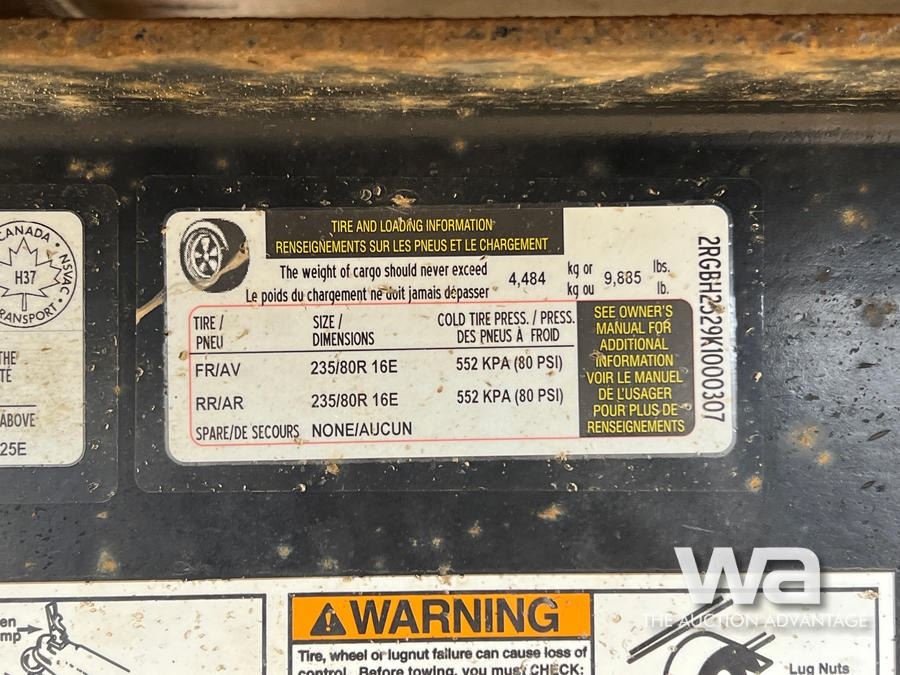 CANADA
NSVAC
H37
TRANSPORT
THE
ABOVE
25E
TIRE AND LOADING INFORMATION
RENSEIGNEMENTS SUR LES PNEUS ET LE CHARGEMENT
The weight of cargo should never exceed 4,484 kg or 9,885 lbs.
Le poids du chargement ne doit jamais dépasser kg ou lb.
TIRE / SIZE / COLD TIRE PRESS. / PRESS.
PNEU DIMENSIONS DES PNEUS À FROID
FR/AV 235/80R 16E 552 KPA (80 PSI)
RR/AR 235/80R 16E 552 KPA (80 PSI)
SPARE/DE SECOURS NONE/AUCUN
SEE OWNER'S
MANUAL FOR
ADDITIONAL
INFORMATION
VOIR LE MANUEL
DE L'USAGER
POUR PLUS DE
RENSEIGNEMENTS
2RGBH2529K1000307
wa
THE AUCTION ADVANTAGE
WARNING
Tire, wheel or lugnut failure can cause loss of
control. Before towing, you must CHECK:
Lug Nuts